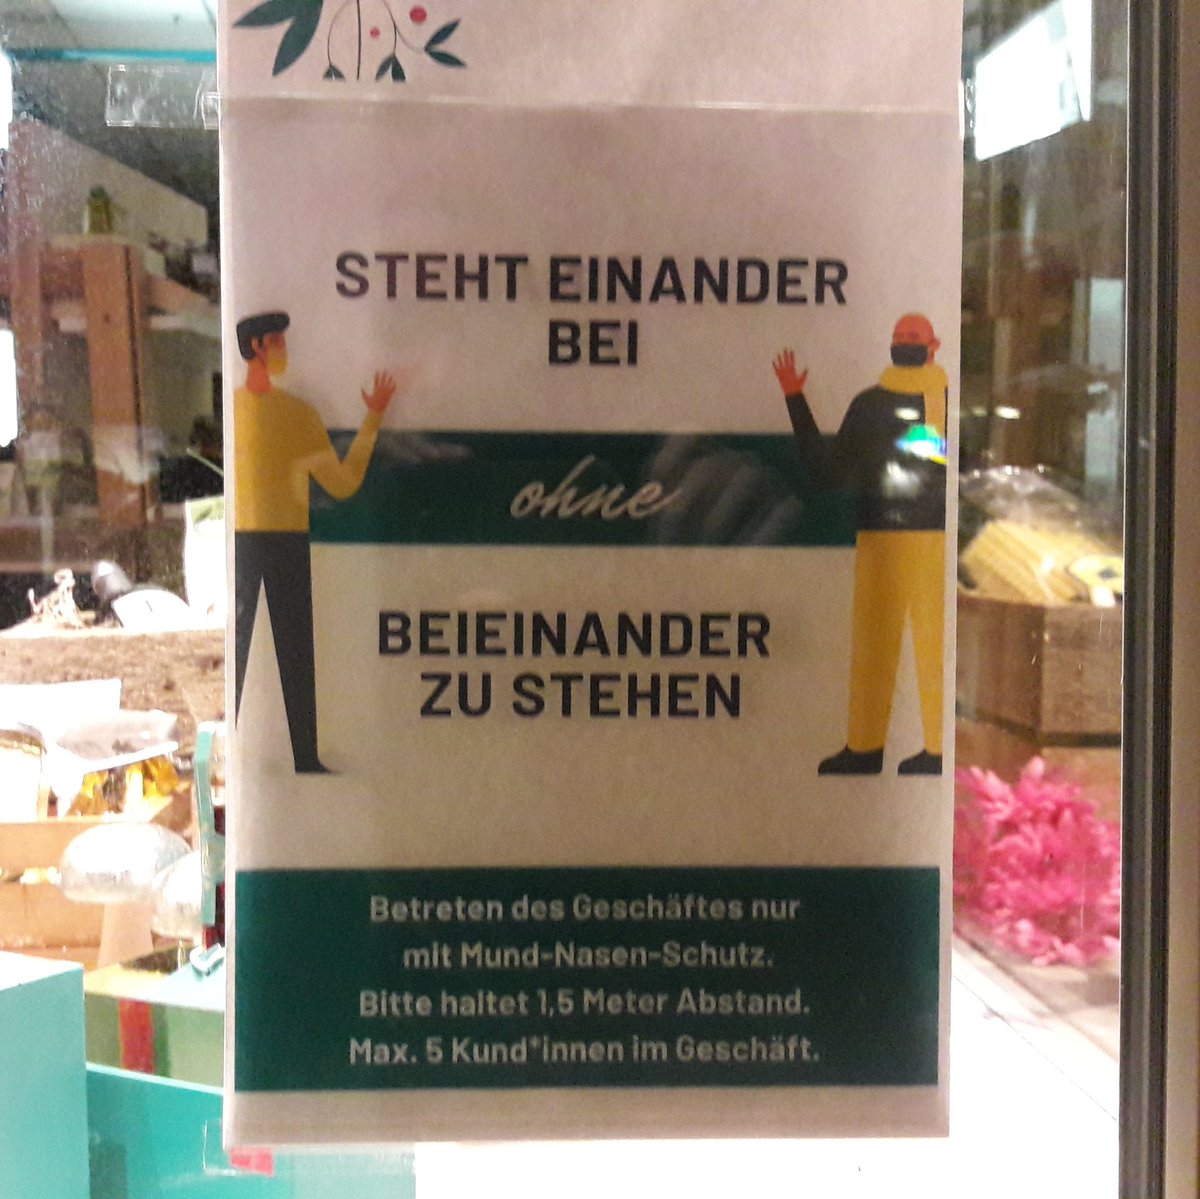 STEHT EINANDER
BEI
ohne
BEIEINANDER
ZU STEHEN
Betreten des Geschäftes nur
mit Mund-Nasen-Schutz.
Bitte haltet 1,5 Meter Abstand.
Max. 5 Kund*innen im Geschäft.